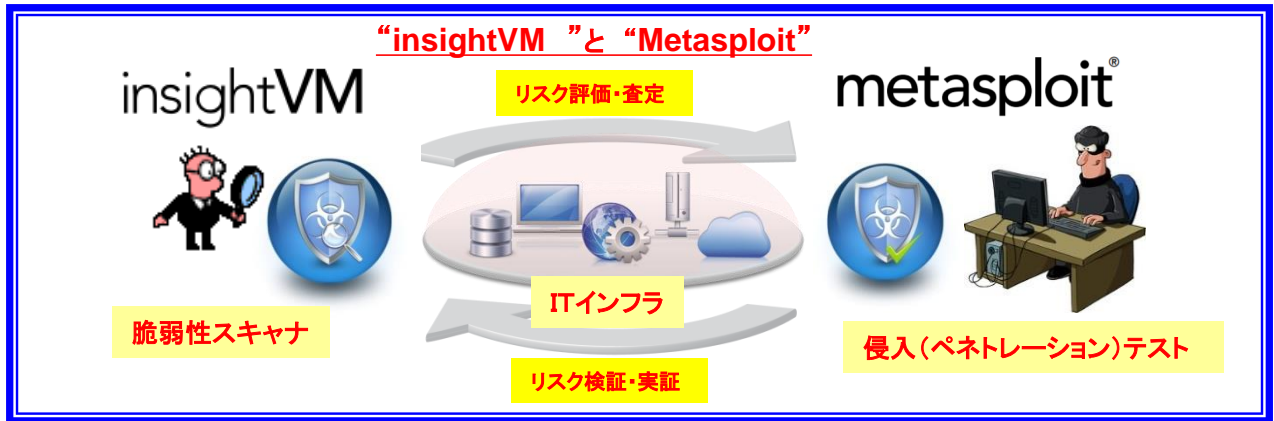 “insightVM ”と “Metasploit”
insightVM
リスク評価・査定
metasploit®
ITインフラ
脆弱性スキャナ
侵入(ペネトレーション)テスト
リスク検証・実証